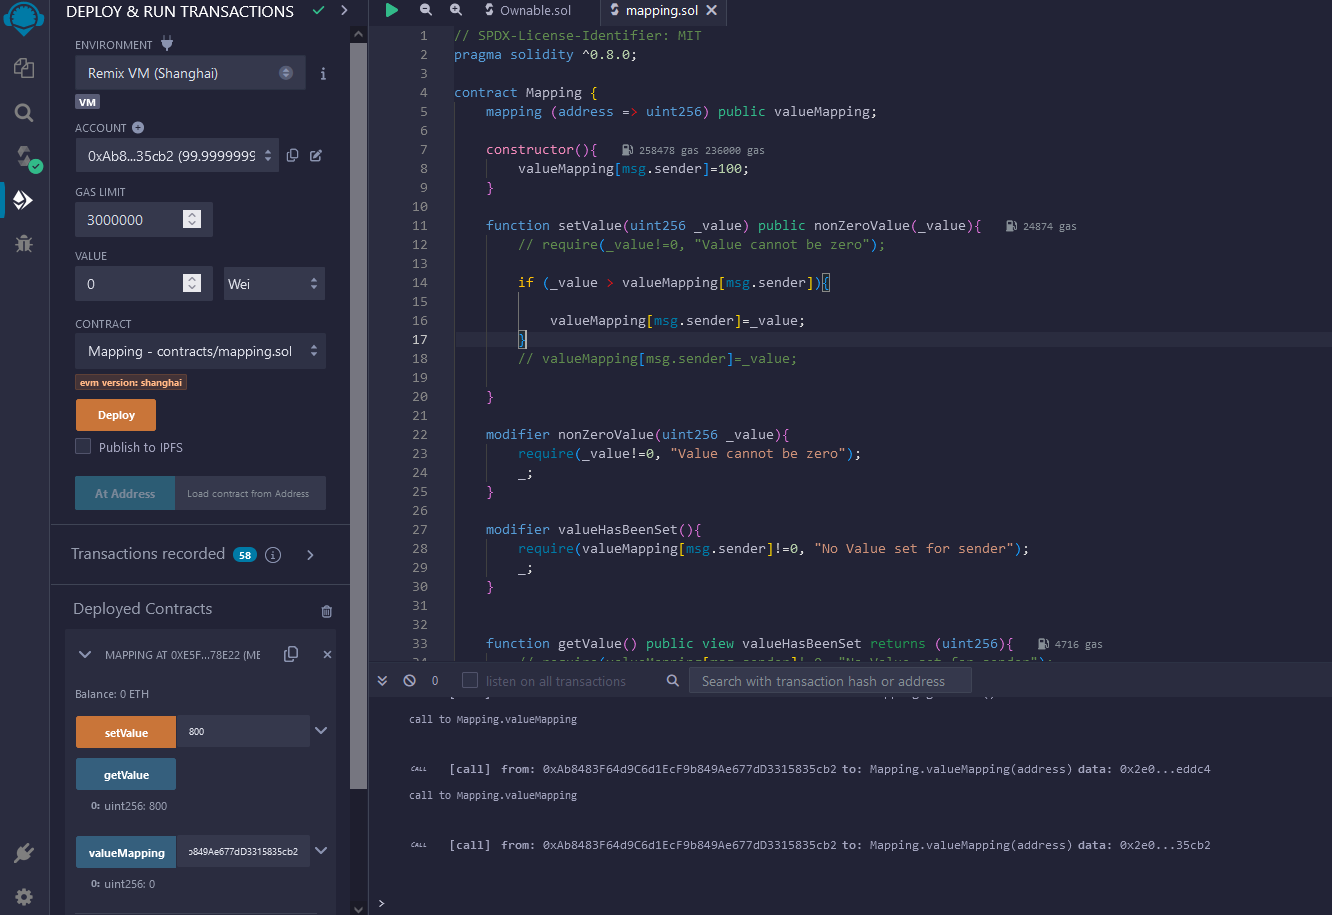 DEPLOY & RUN TRANSACTIONS
ENVIRONMENT
Remix VM (Shanghai)
VM
ACCOUNT
0xAb8...35cb2 (99.9999999
GAS LIMIT
3000000
VALUE
0
Wei
CONTRACT
Mapping - contracts/mapping.sol
evm version: shanghai
Deploy
Publish to IPFS
At Address
Load contract from Address
Transactions recorded 58
Deployed Contracts
MAPPING AT 0XE5F...78E22 (ME
Balance: 0 ETH
setValue 800
getValue
0: uint256: 800
valueMapping b849Ae677dD3315835cb2
0: uint256: 0
Ownable.sol
mapping.sol
1 // SPDX-License-Identifier: MIT
2 pragma solidity ^0.8.0;
3
4 contract Mapping {
5 mapping (address => uint256) public valueMapping;
6
7 constructor(){ 258478 gas 236000 gas
8 valueMapping[msg.sender]=100;
9 }
10
11 function setValue(uint256 _value) public nonZeroValue(_value){ 24874 gas
12 // require(_value!=0, "Value cannot be zero");
13
14 if (_value > valueMapping[msg.sender]){
15
16 valueMapping[msg.sender]=_value;
17 }
18 // valueMapping[msg.sender]=_value;
19
20 }
21
22 modifier nonZeroValue(uint256 _value){
23 require(_value!=0, "Value cannot be zero");
24 _;
25 }
26
27 modifier valueHasBeenSet(){
28 require(valueMapping[msg.sender]!=0, "No Value set for sender");
29 _;
30 }
31
32
33 function getValue() public view valueHasBeenSet returns (uint256){ 4716 gas
0
listen on all transactions
Search with transaction hash or address
call to Mapping.valueMapping
CALL [call] from: 0xAb8483F64d9C6d1EcF9b849Ae677dD3315835cb2 to: Mapping.valueMapping(address) data: 0x2e0...eddc4
call to Mapping.valueMapping
CALL [call] from: 0xAb8483F64d9C6d1EcF9b849Ae677dD3315835cb2 to: Mapping.valueMapping(address) data: 0x2e0...35cb2
>